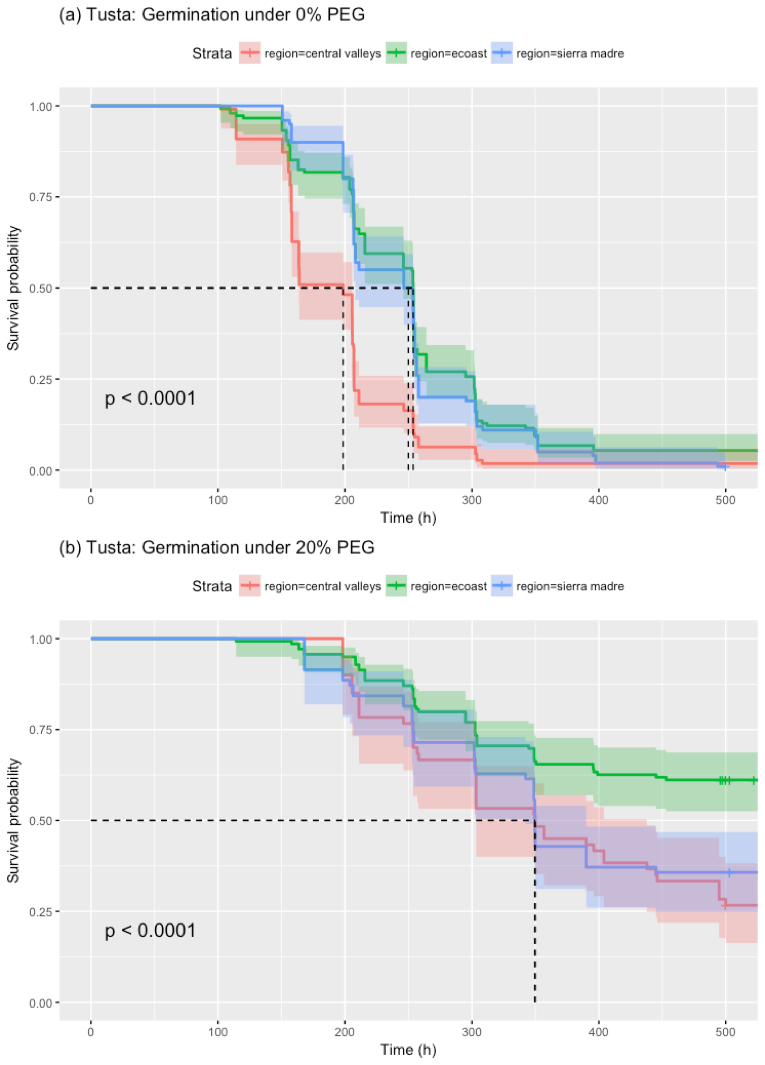 (a) Tusta: Germination under 0% PEG
Strata region=central valleys region=ecoast region=sierra madre
1.00
0.75
0.50
0.25
0.00
Survival probability
p < 0.0001
0 100 200 300 400 500
Time (h)
(b) Tusta: Germination under 20% PEG
Strata region=central valleys region=ecoast region=sierra madre
1.00
0.75
0.50
0.25
0.00
Survival probability
p < 0.0001
0 100 200 300 400 500
Time (h)